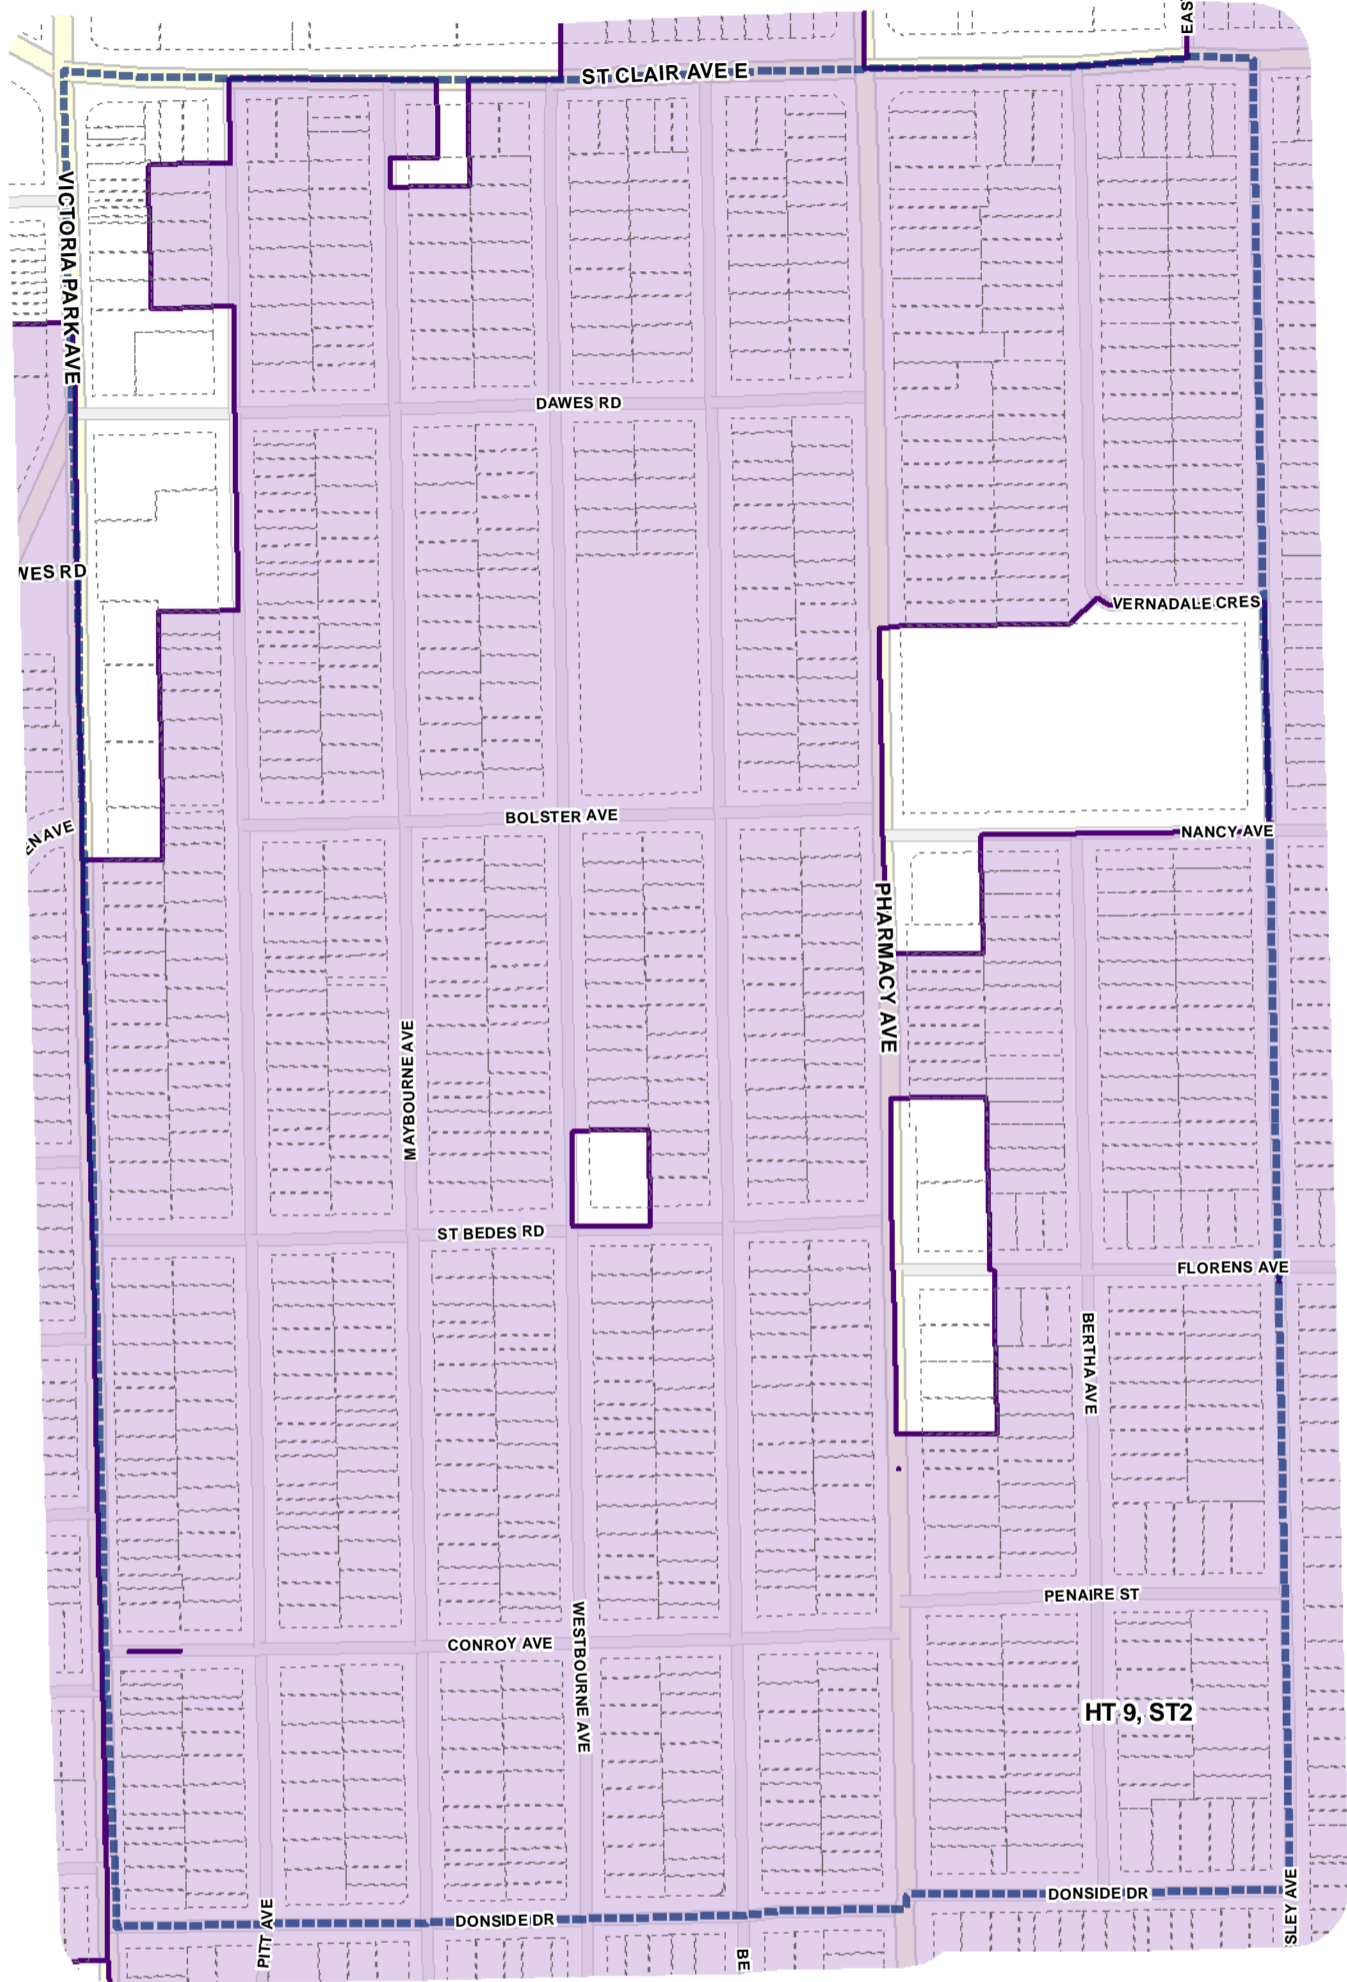 EAS
ST CLAIR AVE E
VICTORIA PARK AVE
DAWES RD
WES RD
VERNADALE CRES
BOLSTER AVE
EN AVE
NANCY AVE
PHARMACY AVE
MAYBOURNE AVE
ST BEDES RD
FLORENS AVE
BERTHA AVE
PENAIRE ST
CONROY AVE
WESTBOURNE AVE
HT 9, ST2
DONSIDE DR
DONSIDE DR
PITT AVE
BE
SLEY AVE